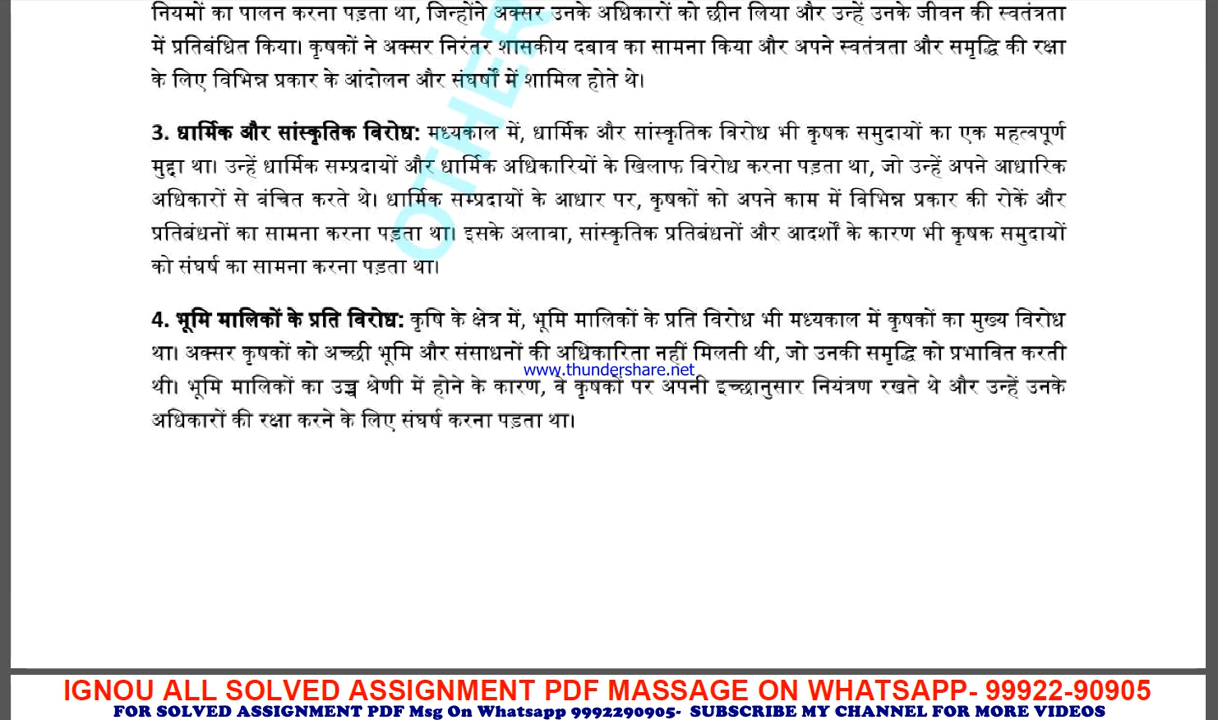 नियमों का पालन करना पड़ता था, जिन्होंने अक्सर उनके अधिकारों को छीन लिया और उन्हें उनके जीवन की स्वतंत्रता
में प्रतिबंधित किया। कृषकों ने अक्सर निरंतर शासकीय दबाव का सामना किया और अपने स्वतंत्रता और समृद्धि की रक्षा
के लिए विभिन्न प्रकार के आंदोलन और संघर्षों में शामिल होते थे।
OTHER
3. धार्मिक और सांस्कृतिक विरोध: मध्यकाल में, धार्मिक और सांस्कृतिक विरोध भी कृषक समुदायों का एक महत्वपूर्ण
मुद्दा था। उन्हें धार्मिक सम्प्रदायों और धार्मिक अधिकारियों के खिलाफ विरोध करना पड़ता था, जो उन्हें अपने आधारिक
अधिकारों से वंचित करते थे। धार्मिक सम्प्रदायों के आधार पर, कृषकों को अपने काम में विभिन्न प्रकार की रोकें और
प्रतिबंधनों का सामना करना पड़ता था। इसके अलावा, सांस्कृतिक प्रतिबंधनों और आदर्शों के कारण भी कृषक समुदायों
को संघर्ष का सामना करना पड़ता था।
4. भूमि मालिकों के प्रति विरोध: कृषि के क्षेत्र में, भूमि मालिकों के प्रति विरोध भी मध्यकाल में कृषकों का मुख्य विरोध
था। अक्सर कृषकों को अच्छी भूमि और संसाधनों की अधिकारिता नहीं मिलती थी, जो उनकी समृद्धि को प्रभावित करती
www.thundershare.net
थी। भूमि मालिकों का उच्च श्रेणी में होने के कारण, वे कृषकों पर अपनी इच्छानुसार नियंत्रण रखते थे और उन्हें उनके
अधिकारों की रक्षा करने के लिए संघर्ष करना पड़ता था।
IGNOU ALL SOLVED ASSIGNMENT PDF MASSAGE ON WHATSAPP- 99922-90905
FOR SOLVED ASSIGNMENT PDF Msg On Whatsapp 9992290905- SUBSCRIBE MY CHANNEL FOR MORE VIDEOS